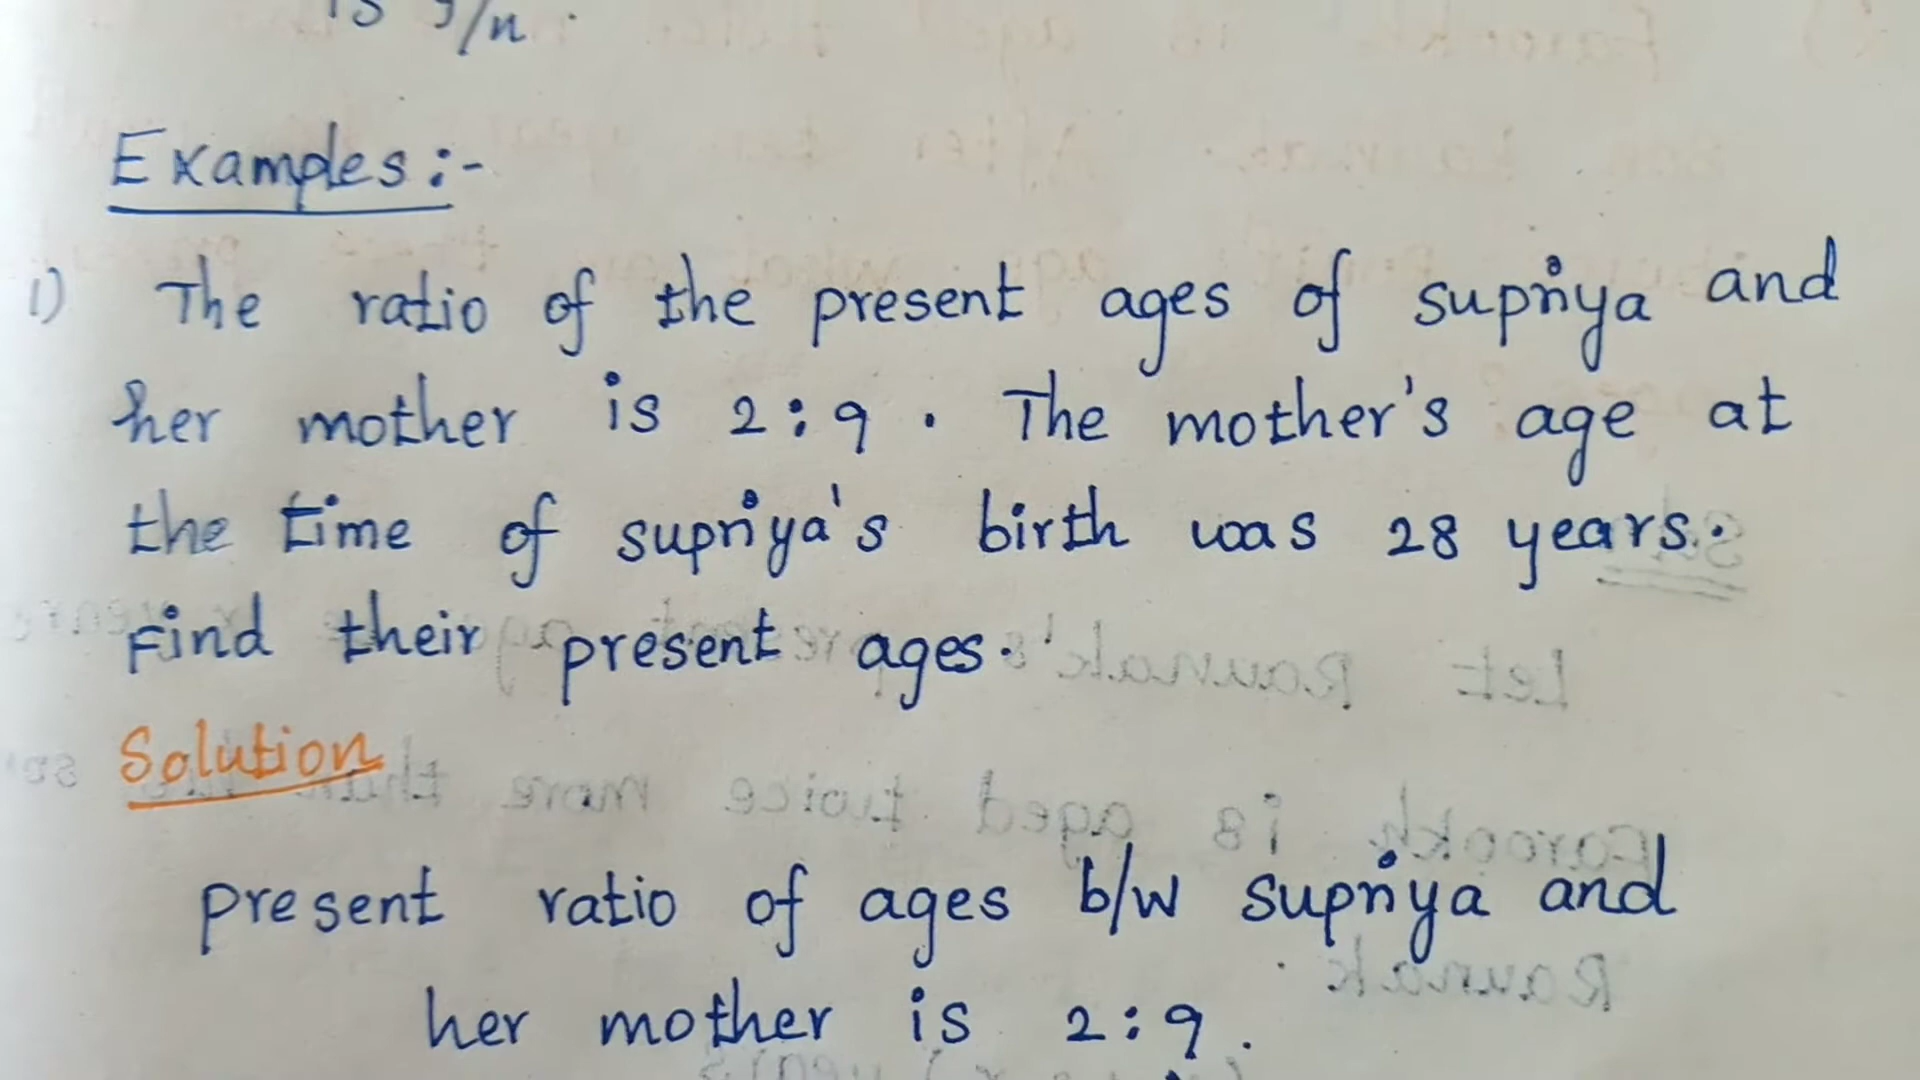 is y/n.
Examples:-
1) The ratio of the present ages of supriya and
her mother is 2:9. The mother's age at
the time of supriya's birth was 28 years.
Find their present ages.
Solution
present ratio of ages b/w supriya and
her mother is 2:9.